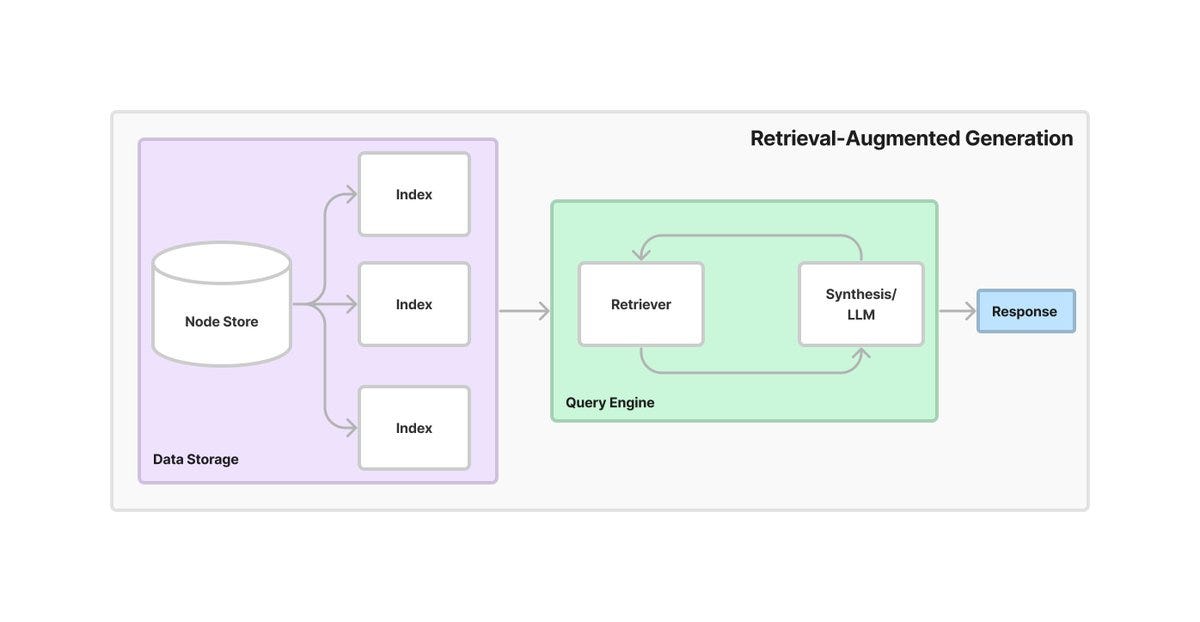 Retrieval-Augmented Generation
Index
Index
Node Store
Index
Data Storage
Retriever
Synthesis/
LLM
Query Engine
Response